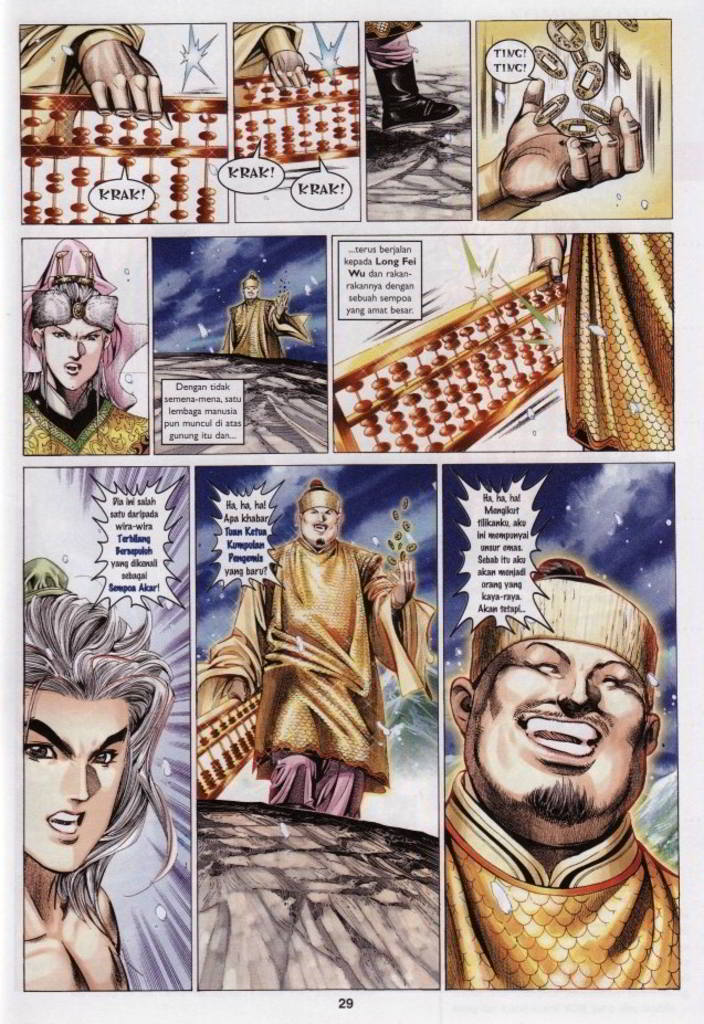 KRAK!
KRAK!
KRAK!
TING!
TING!
Dengan tidak
semena-mena, satu
lembaga manusia
pun muncul di atas
gunung itu dan...
...terus berjalan
kepada Long Fei
Wu dan rakan-
rakannya dengan
sebuah sempoa
yang amat besar.
Dia ialah salah
satu daripada
wira-wira
Terbilang
Bersepuluh
yang dikenali
sebagai
Sempoa Akar!
Ha, ha, ha!
Apa khabar
Tuan Ketua
Kumpulan
Pengemis
yang baru?
Ha, ha, ha!
Mengikut
tilikanku, aku
ini mempunyai
unsur emas.
Sebab itu aku
akan menjadi
orang yang
kaya-raya.
Akan tetapi...
29